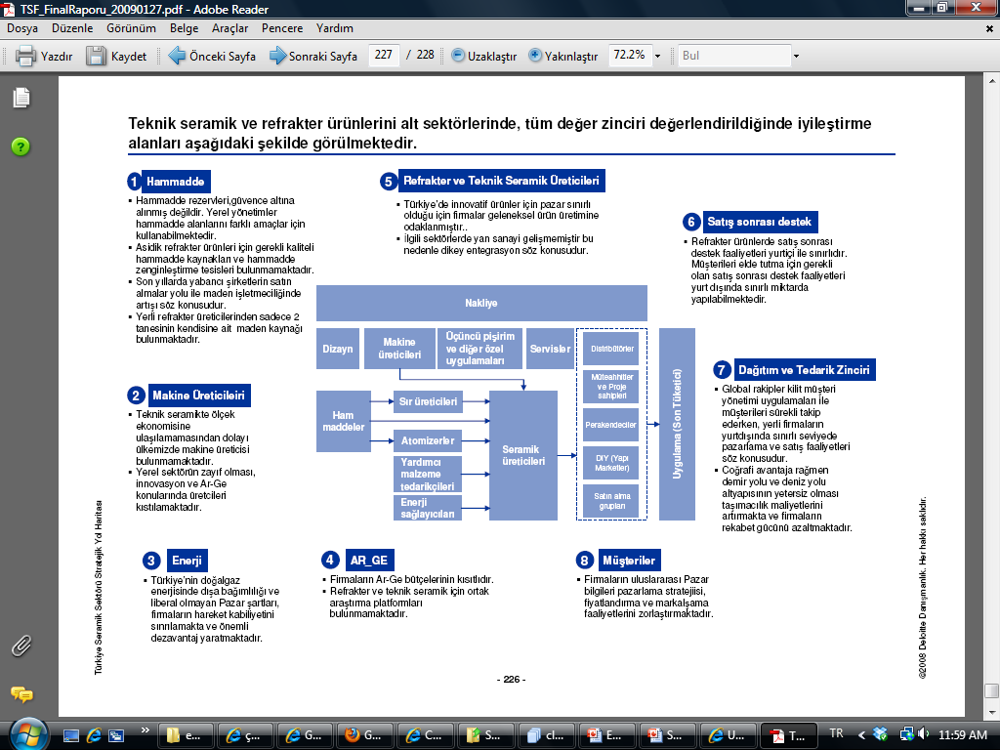 TSF_FinalRaporu_20090127.pdf - Adobe Reader
Dosya Düzenle Görünüm Belge Araçlar Pencere Yardım
Yazdır Kaydet Önceki Sayfa Sonraki Sayfa 227 / 228 Uzaklaştır Yakınlaştır 72.2% Bul
Teknik seramik ve refrakter ürünlerini alt sektörlerinde, tüm değer zinciri değerlendirildiğinde iyileştirme
alanları aşağıdaki şekilde görülmektedir.
1 Hammadde
▪ Hammadde rezervleri,güvence altına
alınmış değildir. Yerel yönetimler
hammadde alanlarını farklı amaçlar için
kullanabilmektedir.
▪ Asidik refrakter ürünleri için gerekli kaliteli
hammadde kaynakları ve hammadde
zenginleştirme tesisleri bulunmamaktadır.
▪ Son yıllarda yabancı şirketlerin satın
almalar yolu ile maden işletmeciliğinde
artışı söz konusudur.
▪ Yerli refrakter üreticilerinden sadece 2
tanesinin kendisine ait maden kaynağı
bulunmaktadır.
2 Makine Üreticileiri
▪ Teknik seramikte ölçek
ekonomisine
ulaşılamamasından dolayı
ülkemizde makine üreticisi
bulunmamaktadır.
▪ Yerel sektörün zayıf olması,
innovasyon ve Ar-Ge
konularında üretcileri
kıstılamaktadır.
3 Enerji
▪ Türkiye'nin doğalgaz
enerjisinde dışa bağımlılığı ve
liberal olmayan Pazar şartları,
firmaların hareket kabiliyetini
sınırılamakta ve önemli
dezavantaj yaratmaktadır.
4 AR_GE
▪ Firmaların Ar-Ge bütçelerinin kısıtlıdır.
▪ Refrakter ve teknik seramik için ortak
araştırma platformları
bulunmamaktadır.
5 Refrakter ve Teknik Seramik Üreticileri
▪ Türkiye'de innovatif ürünler için pazar sınırlı
olduğu için firmalar geleneksel ürün üretimine
odaklanmıştır..
▪ İlgili sektörlerde yan sanayi gelişmemiştir bu
nedenle dikey entegrasyon söz konusudur.
6 Satış sonrası destek
▪ Refrakter ürünlerde satış sonrası
destek faaliyetleri yurtiçi ile sınırlıdır.
Müşterileri elde tutma için gerekli
olan satış sonrası destek faaliyetleri
yurt dışında sınırlı miktarda
yapılabilmektedir.
7 Dağıtım ve Tedarik Zinciri
▪ Global rakipler kilit müşteri
yönetimi uygulamaları ile
müşterileri sürekli takip
ederken, yerli firmaların
yurtdışında sınırlı seviyede
pazarlama ve satış faaliyetleri
söz konusudur.
▪ Coğrafi avantaja rağmen
demir yolu ve deniz yolu
altyapısının yetersiz olması
taşımacılık maliyetlerini
artırmakta ve firmaların
rekabet gücünü azaltmaktadır.
8 Müşteriler
▪ Firmaların uluslararası Pazar
bilgileri pazarlama stratejiisi,
fiyatlandırma ve markalşama
faaliyetlerini zorlaştırmaktadır.
Nakliye
Dizayn
Makine
üreticileri
Üçüncü pişirim
ve diğer özel
uygulamaları
Servisler
Ham
maddeler
Sır üreticileri
Atomizerler
Yardımcı
malzeme
tedarikçileri
Enerji
sağlayıcıları
Seramik
üreticileri
Distribütörler
Müteahhitler
ve Proje
sahipleri
Perakendeciler
DIY (Yapı
Marketler)
Satın alma
grupları
Uygulama (Son Tüketici)
Türkiye Seramik Sektörü Stratejik Yol Haritası
©2008 Deloitte Danışmanlık. Her hakkı saklıdır.
- 226 -
e... ç... G... G... C... S... cl... E... S... U... T... TR 11:59 AM